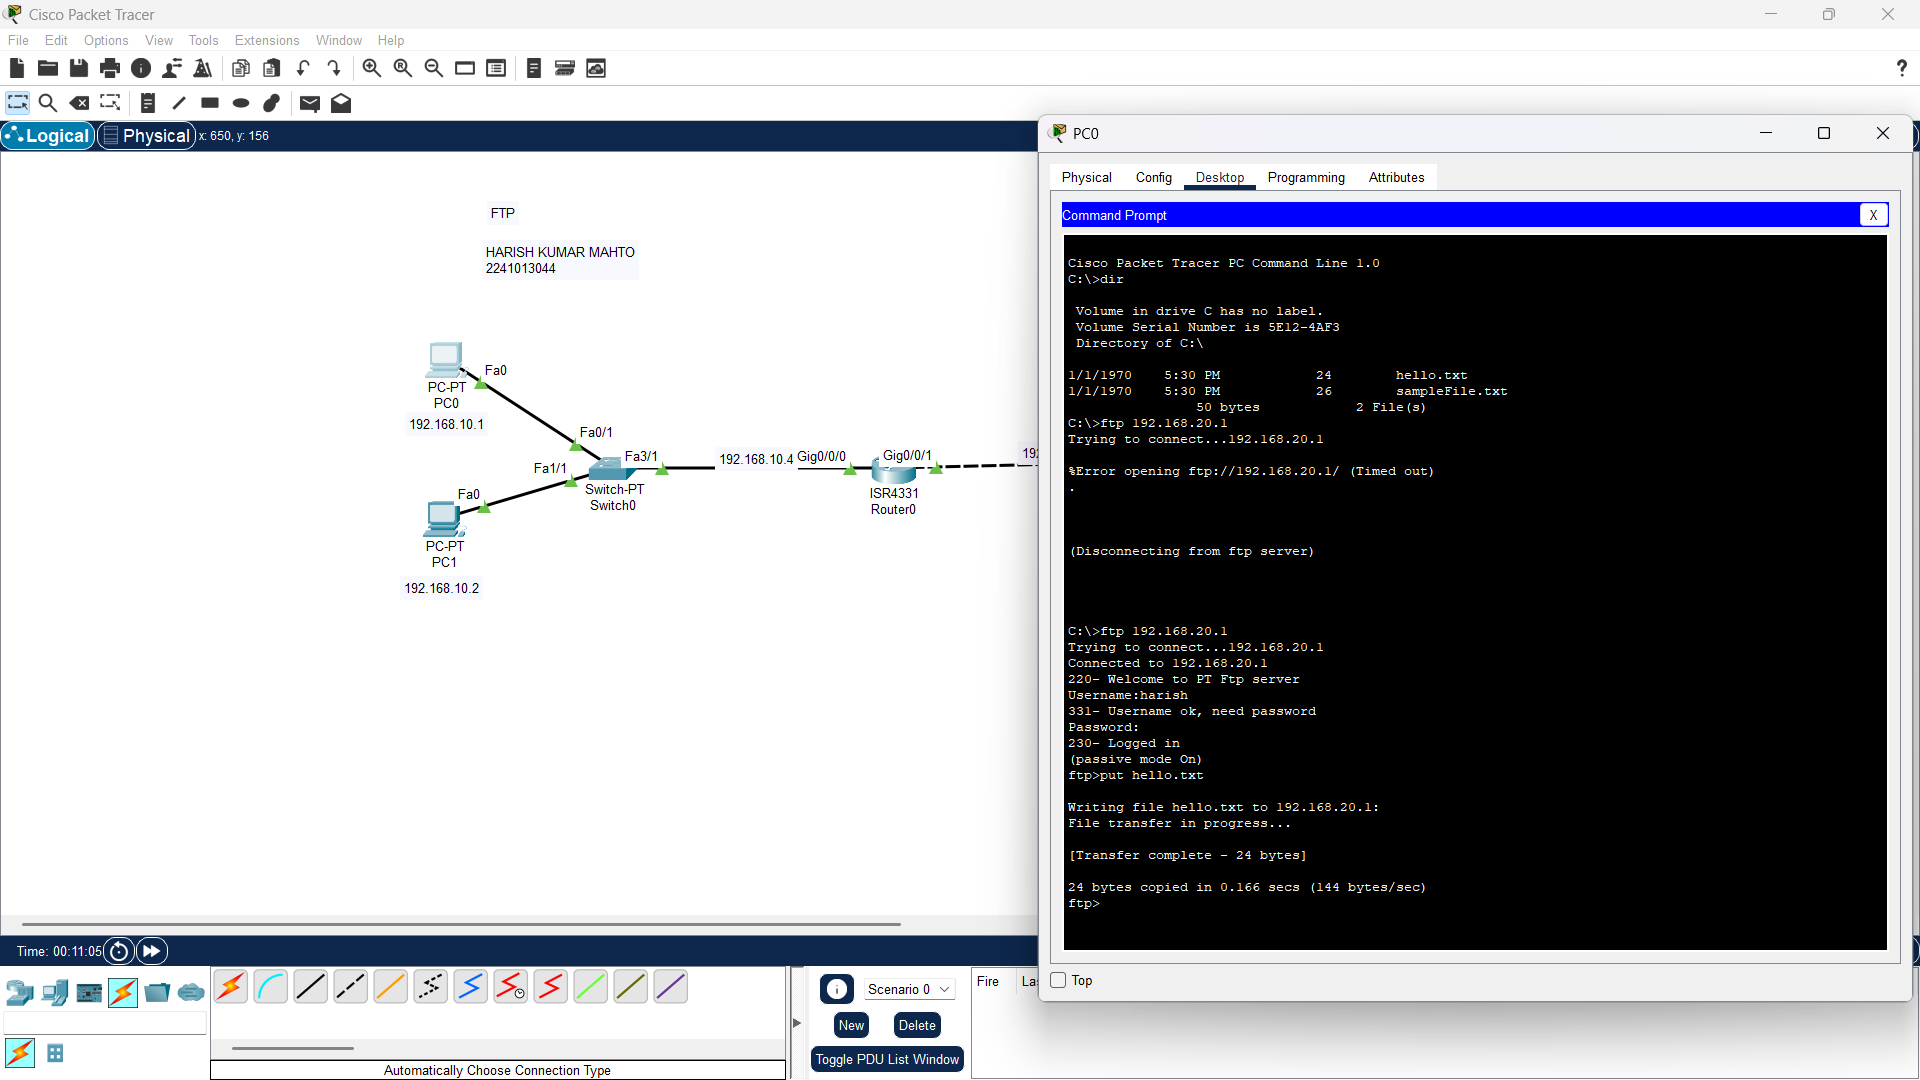 Cisco Packet Tracer
File Edit Options View Tools Extensions Window Help
Logical Physical x: 650, y: 156
FTP
HARISH KUMAR MAHTO
2241013044
Fa0
PC-PT
PC0
192.168.10.1
Fa0/1
Fa3/1
Fa1/1
192.168.10.4 Gig0/0/0 Gig0/0/1
Switch-PT
Switch0
ISR4331
Router0
Fa0
PC-PT
PC1
192.168.10.2
PC0
Physical Config Desktop Programming Attributes
Command Prompt
X
Cisco Packet Tracer PC Command Line 1.0
C:\>dir
Volume in drive C has no label.
Volume Serial Number is 5E12-4AF3
Directory of C:\
1/1/1970 5:30 PM 24 hello.txt
1/1/1970 5:30 PM 26 sampleFile.txt
50 bytes 2 File(s)
C:\>ftp 192.168.20.1
Trying to connect...192.168.20.1
%Error opening ftp://192.168.20.1/ (Timed out)
.
(Disconnecting from ftp server)
C:\>ftp 192.168.20.1
Trying to connect...192.168.20.1
Connected to 192.168.20.1
220- Welcome to PT Ftp server
Username:harish
331- Username ok, need password
Password:
230- Logged in
(passive mode On)
ftp>put hello.txt
Writing file hello.txt to 192.168.20.1:
File transfer in progress...
[Transfer complete - 24 bytes]
24 bytes copied in 0.166 secs (144 bytes/sec)
ftp>
Top
Time: 00:11:05
Automatically Choose Connection Type
Scenario 0
New Delete
Toggle PDU List Window
Fire